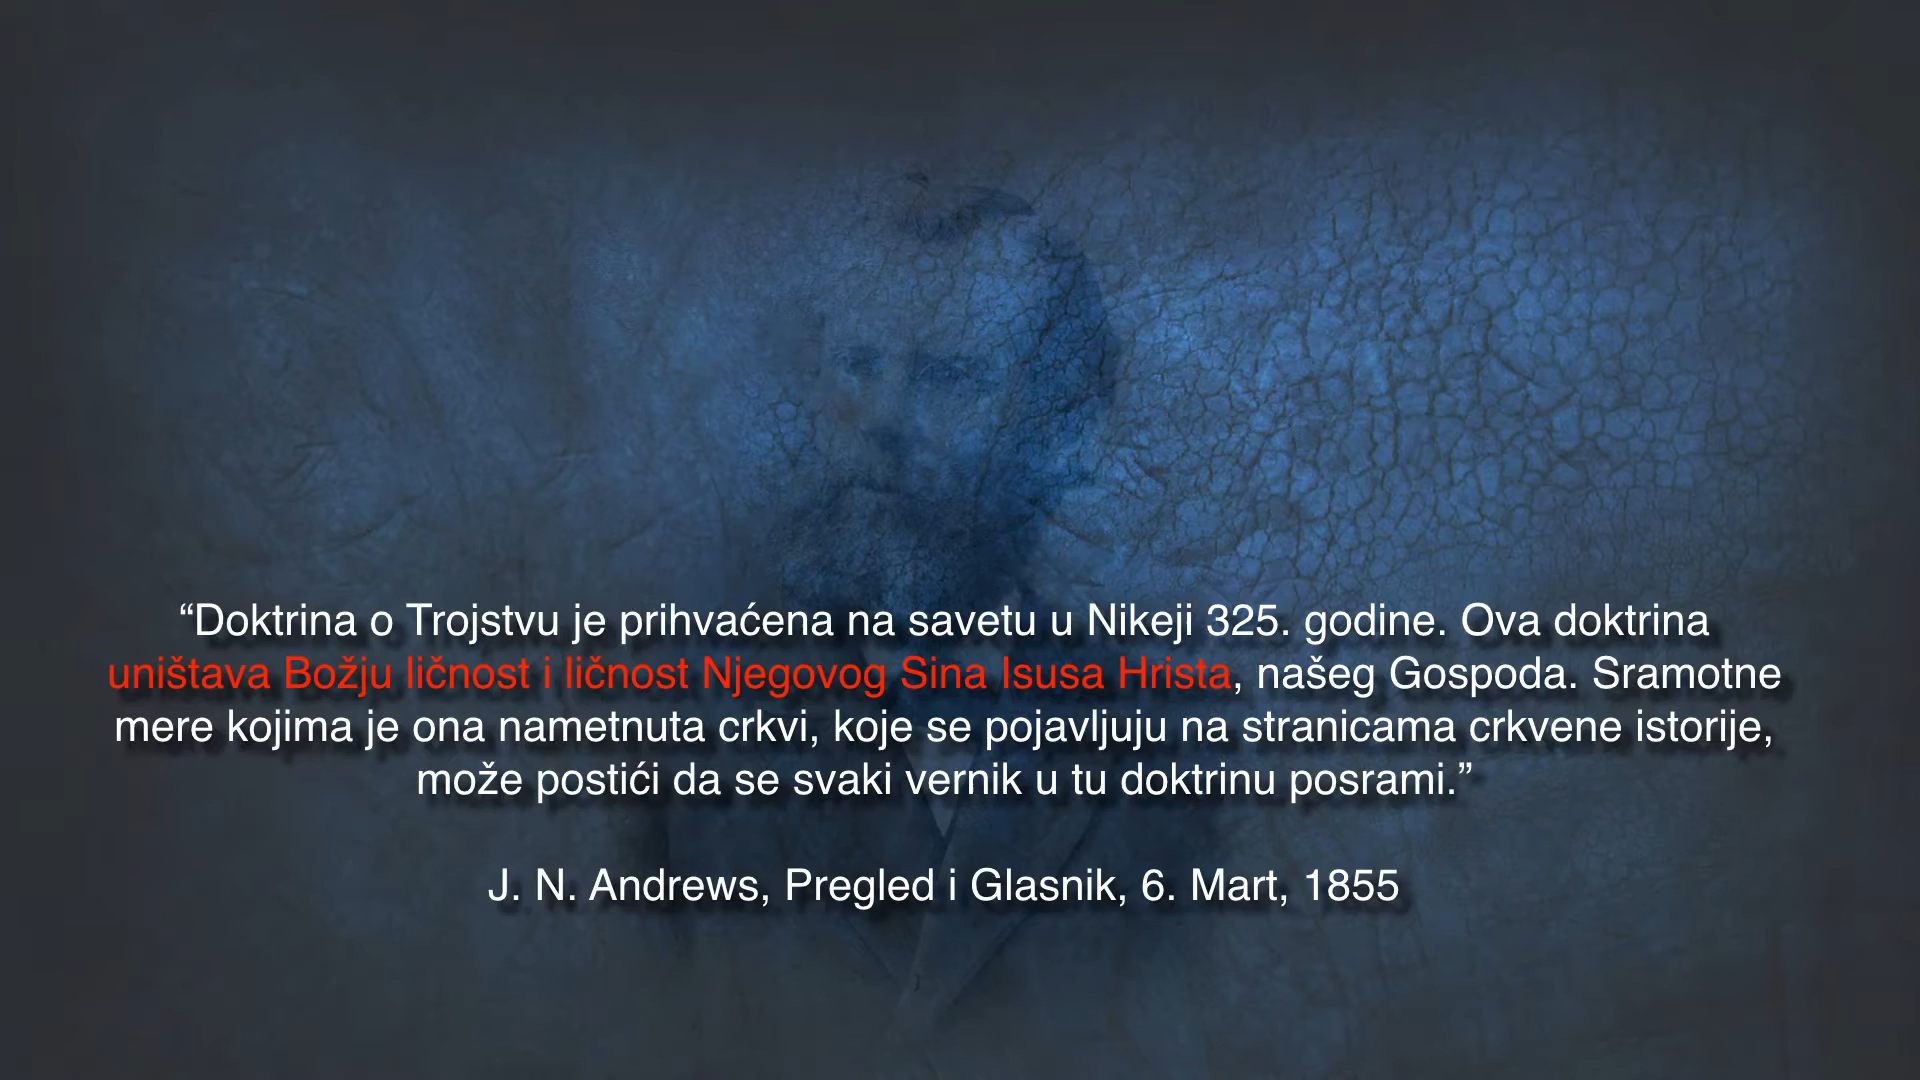 “Doktrina o Trojstvu je prihvaćena na savetu u Nikeji 325. godine. Ova doktrina
uništava Božju ličnost i ličnost Njegovog Sina Isusa Hrista, našeg Gospoda. Sramotne
mere kojima je ona nametnuta crkvi, koje se pojavljuju na stranicama crkvene istorije,
može postići da se svaki vernik u tu doktrinu posrami.”
J. N. Andrews, Pregled i Glasnik, 6. Mart, 1855